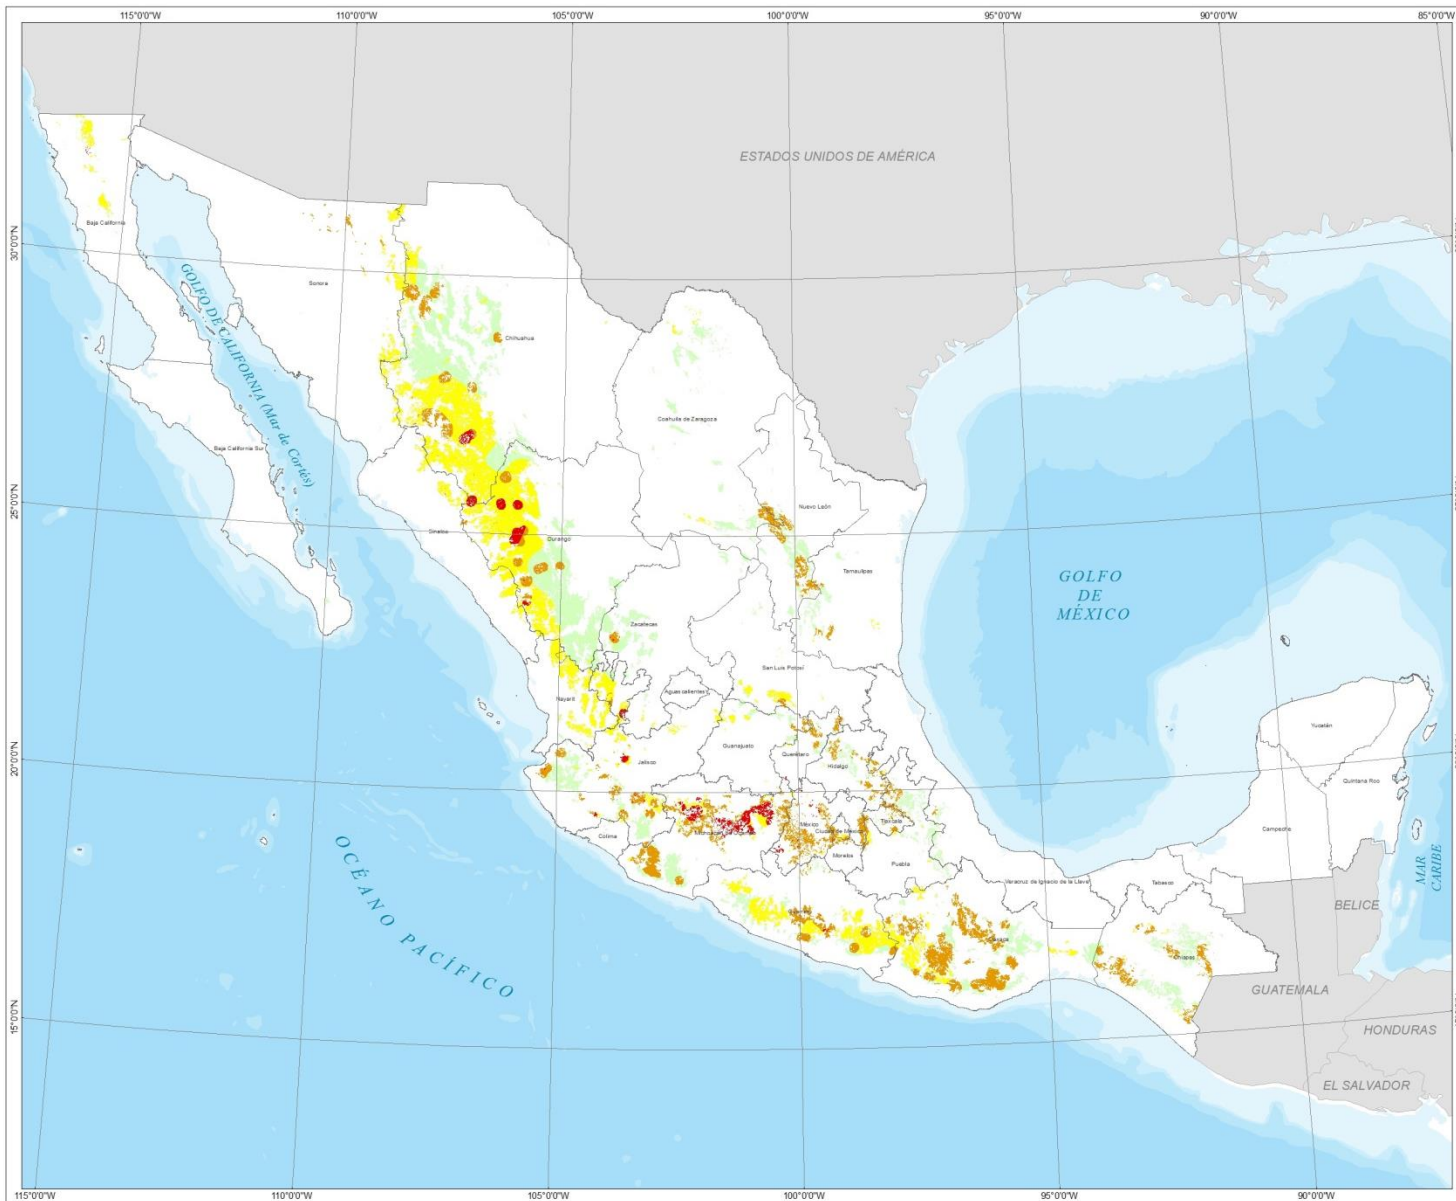 115°0'0"W 110°0'0"W 105°0'0"W 100°0'0"W 95°0'0"W 90°0'0"W 85°0'0"W
ESTADOS UNIDOS DE AMÉRICA
Baja California
30°0'0"N
Sonora
GOLFO DE CALIFORNIA (Mar de Cortés)
Chihuahua
Coahuila de Zaragoza
Baja California Sur
25°0'0"N
Nuevo León
Sinaloa
Durango
Tamaulipas
GOLFO
DE
MÉXICO
Zacatecas
San Luis Potosí
Aguascalientes
Nayarit
Yucatán
Guanajuato
Querétaro
20°0'0"N
Jalisco
Hidalgo
Quintana Roo
México
Tlaxcala
Ciudad de México
Colima
Campeche
Morelos
Puebla
MAR
CARIBE
Veracruz de Ignacio de la Llave
Tabasco
BELICE
OCÉANO PACÍFICO
Oaxaca
Chiapas
GUATEMALA
15°0'0"N
HONDURAS
EL SALVADOR
115°0'0"W 110°0'0"W 105°0'0"W 100°0'0"W 95°0'0"W 90°0'0"W